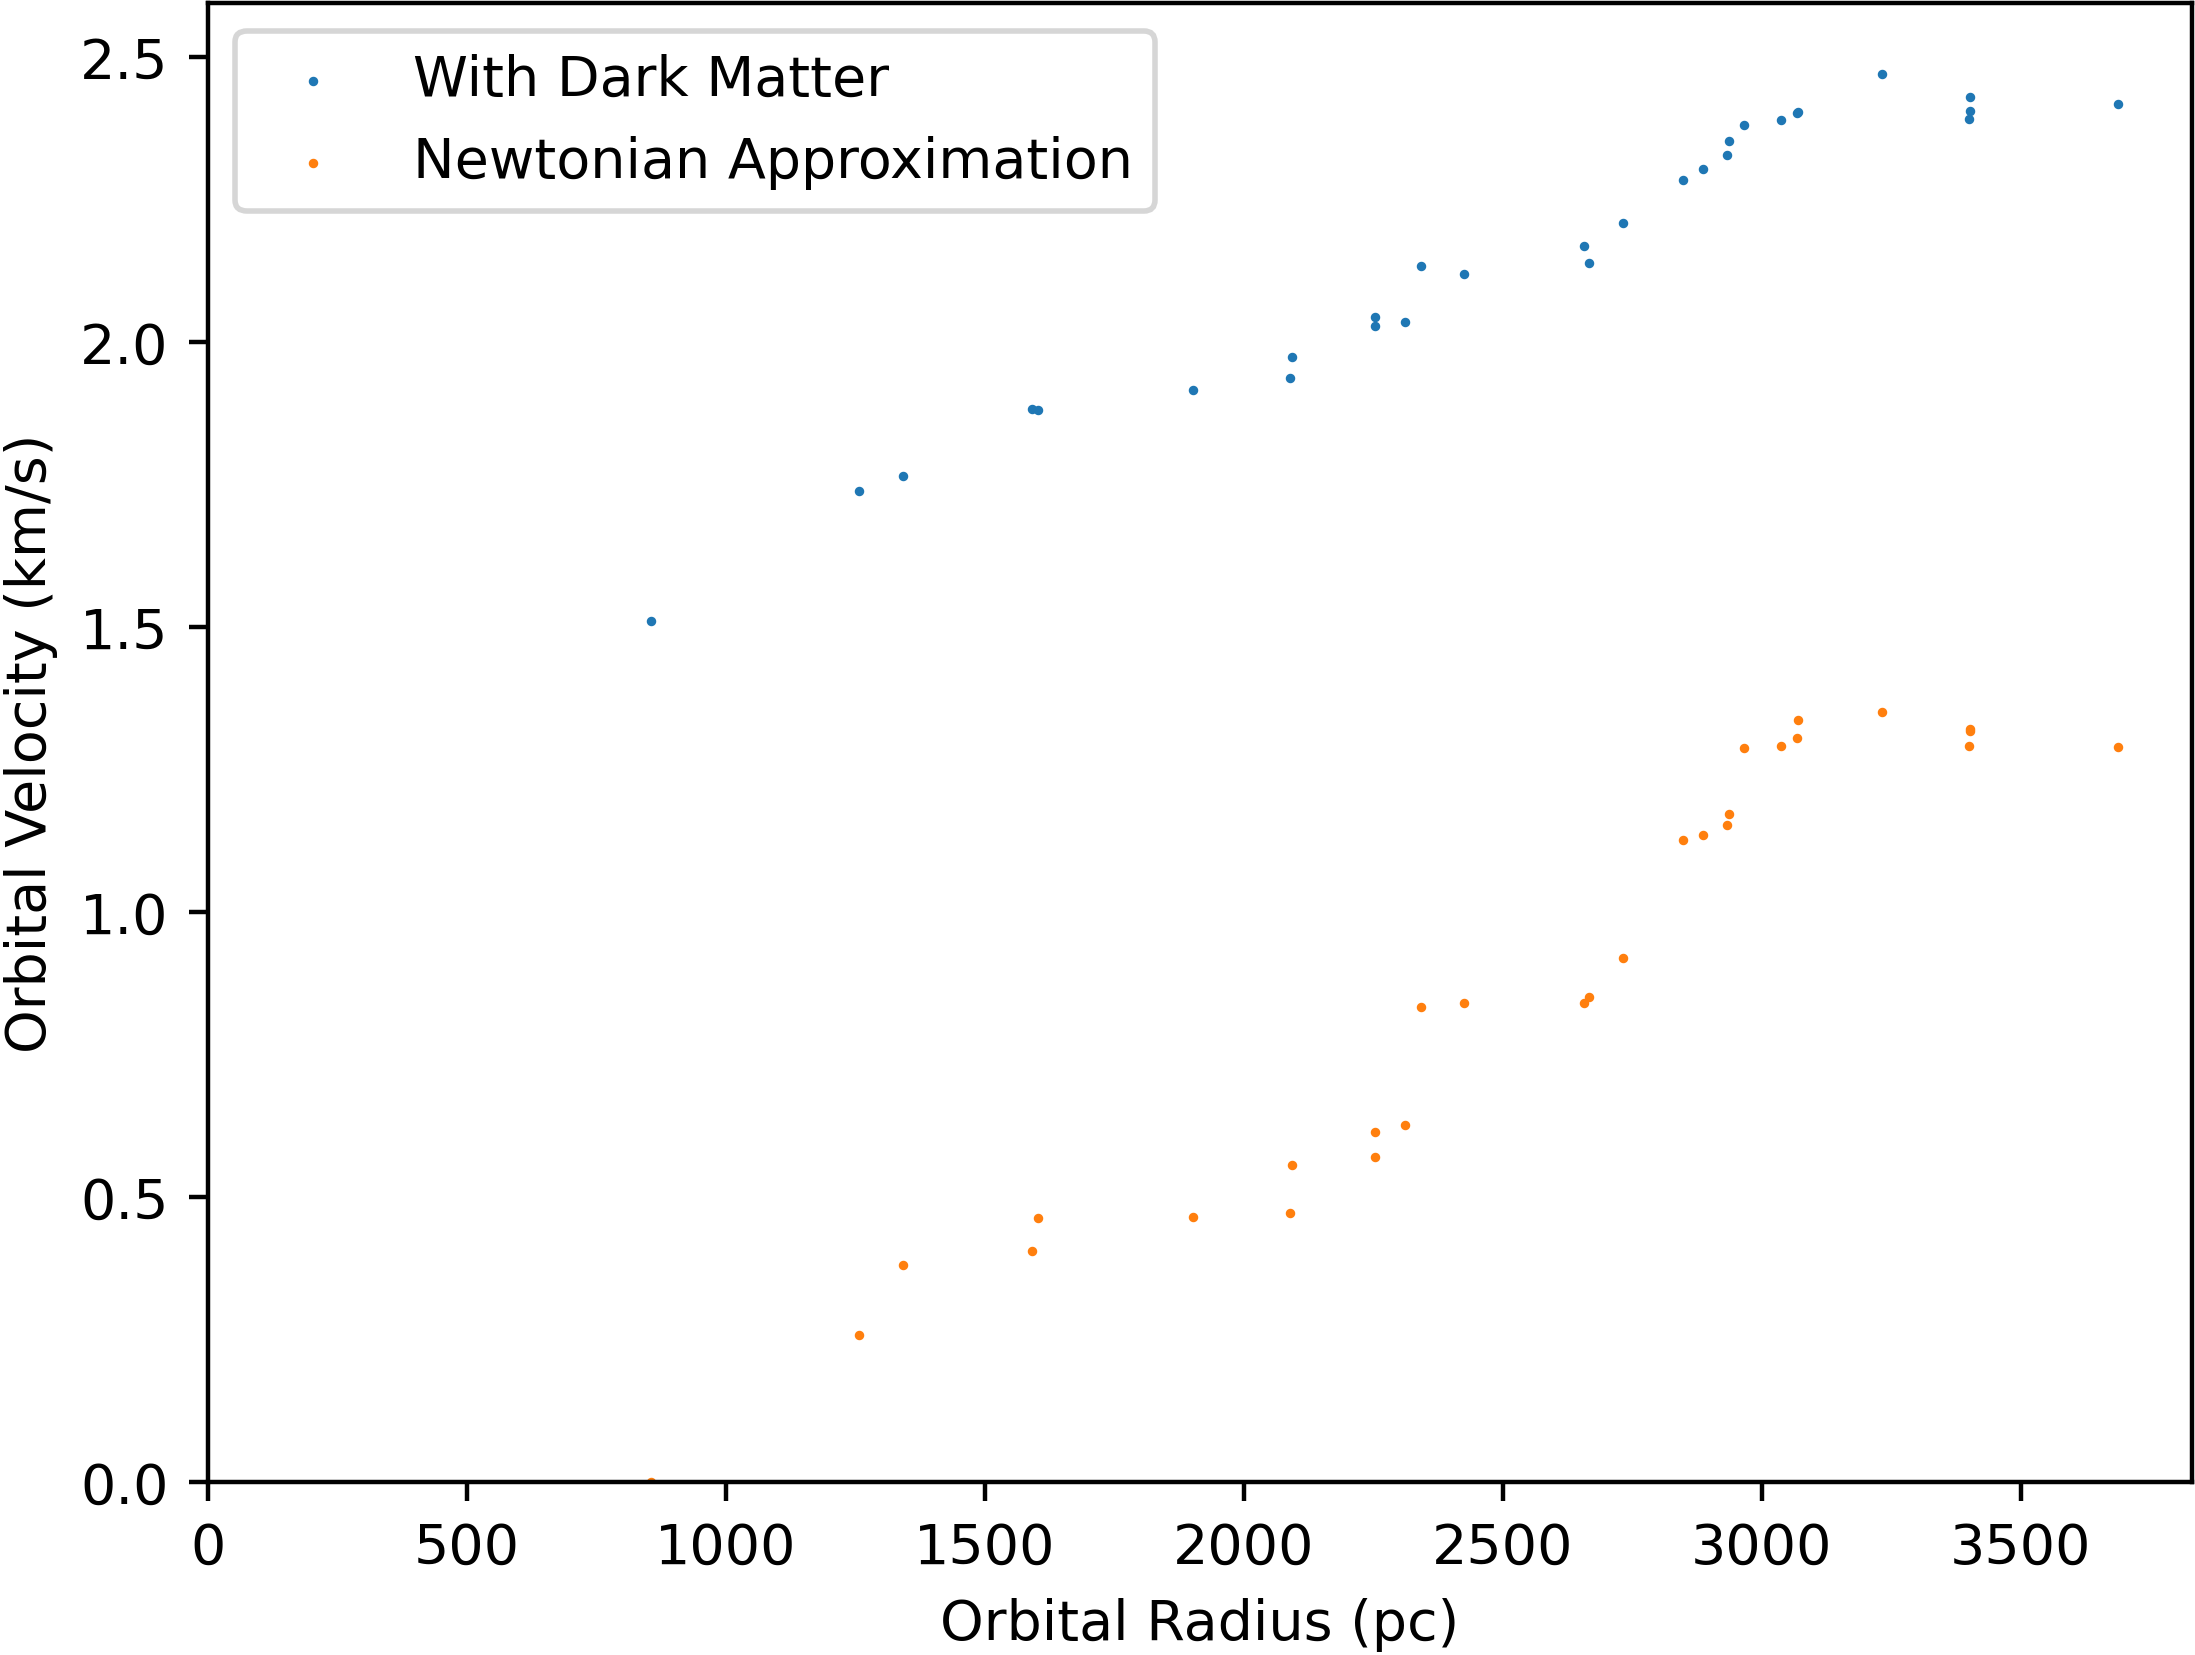 With Dark Matter
Newtonian Approximation
2.5
2.0
1.5
1.0
0.5
0.0
Orbital Velocity (km/s)
0 500 1000 1500 2000 2500 3000 3500
Orbital Radius (pc)